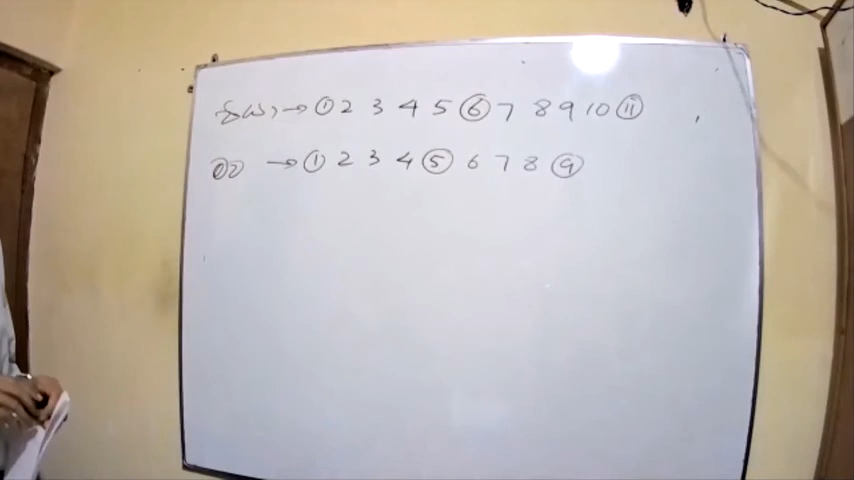 → ① 2 3 4 5 ⑥ 7 8 9 10 ⑪
→ ① 2 3 4 ⑤ 6 7 8 ⑨